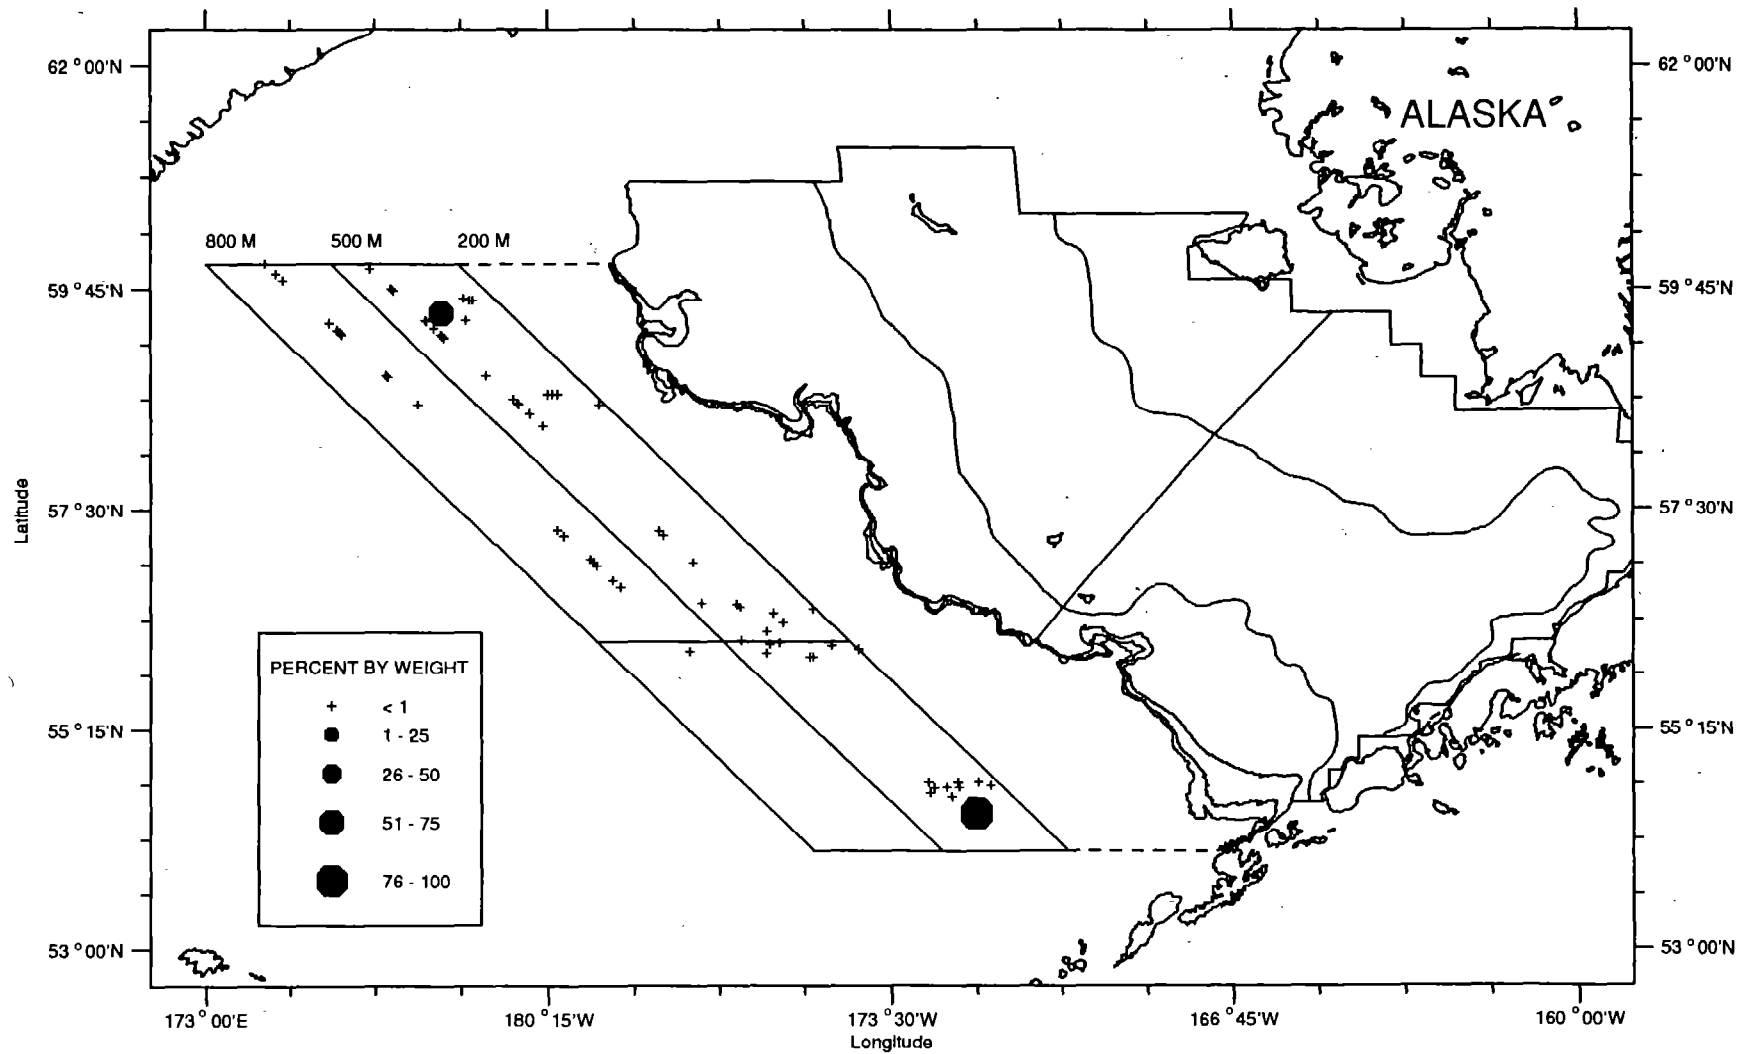 62 °00'N
62 °00'N
ALASKA
800 M
500 M
200 M
59 °45'N
59 °45'N
57 °30'N
57 °30'N
Latitude
PERCENT BY WEIGHT
+ < 1
1 - 25
26 - 50
51 - 75
76 - 100
55 °15'N
55 °15'N
53 °00'N
53 °00'N
173 °00'E
180 °15'W
173 °30'W
166 °45'W
160 °00'W
Longitude